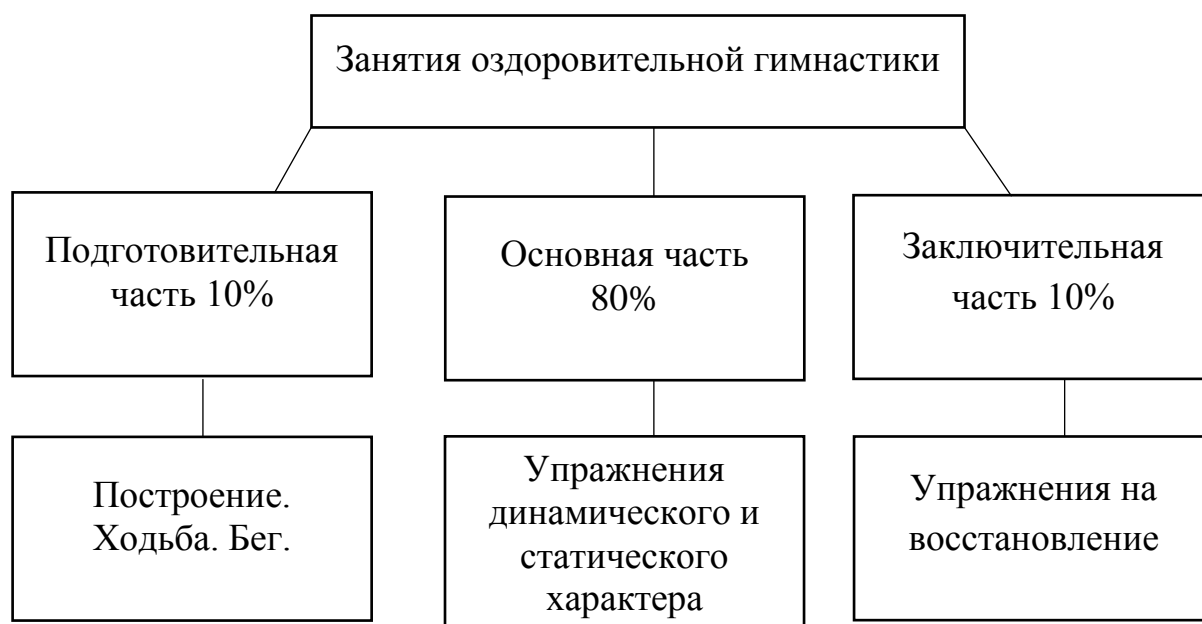 Занятия оздоровительной гимнастики
Подготовительная
часть 10%
Основная часть
80%
Заключительная
часть 10%
Построение.
Ходьба. Бег.
Упражнения
динамического и
статического
характера
Упражнения на
восстановление